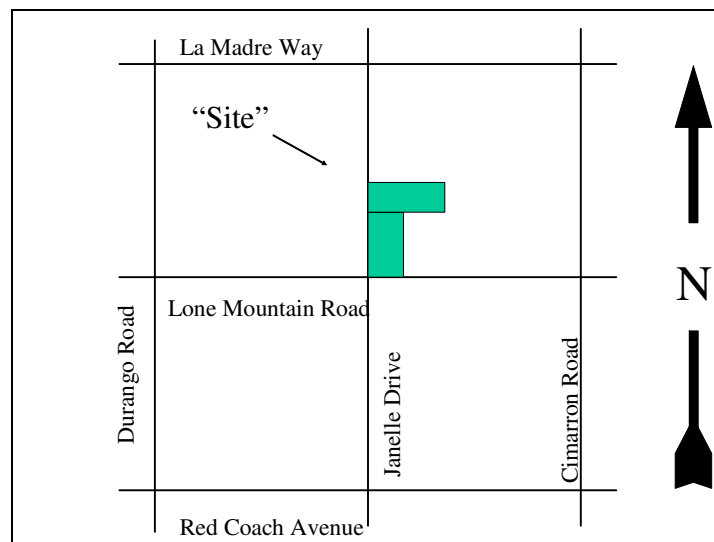 La Madre Way
“Site”
N
Lone Mountain Road
Durango Road
Janelle Drive
Cimarron Road
Red Coach Avenue